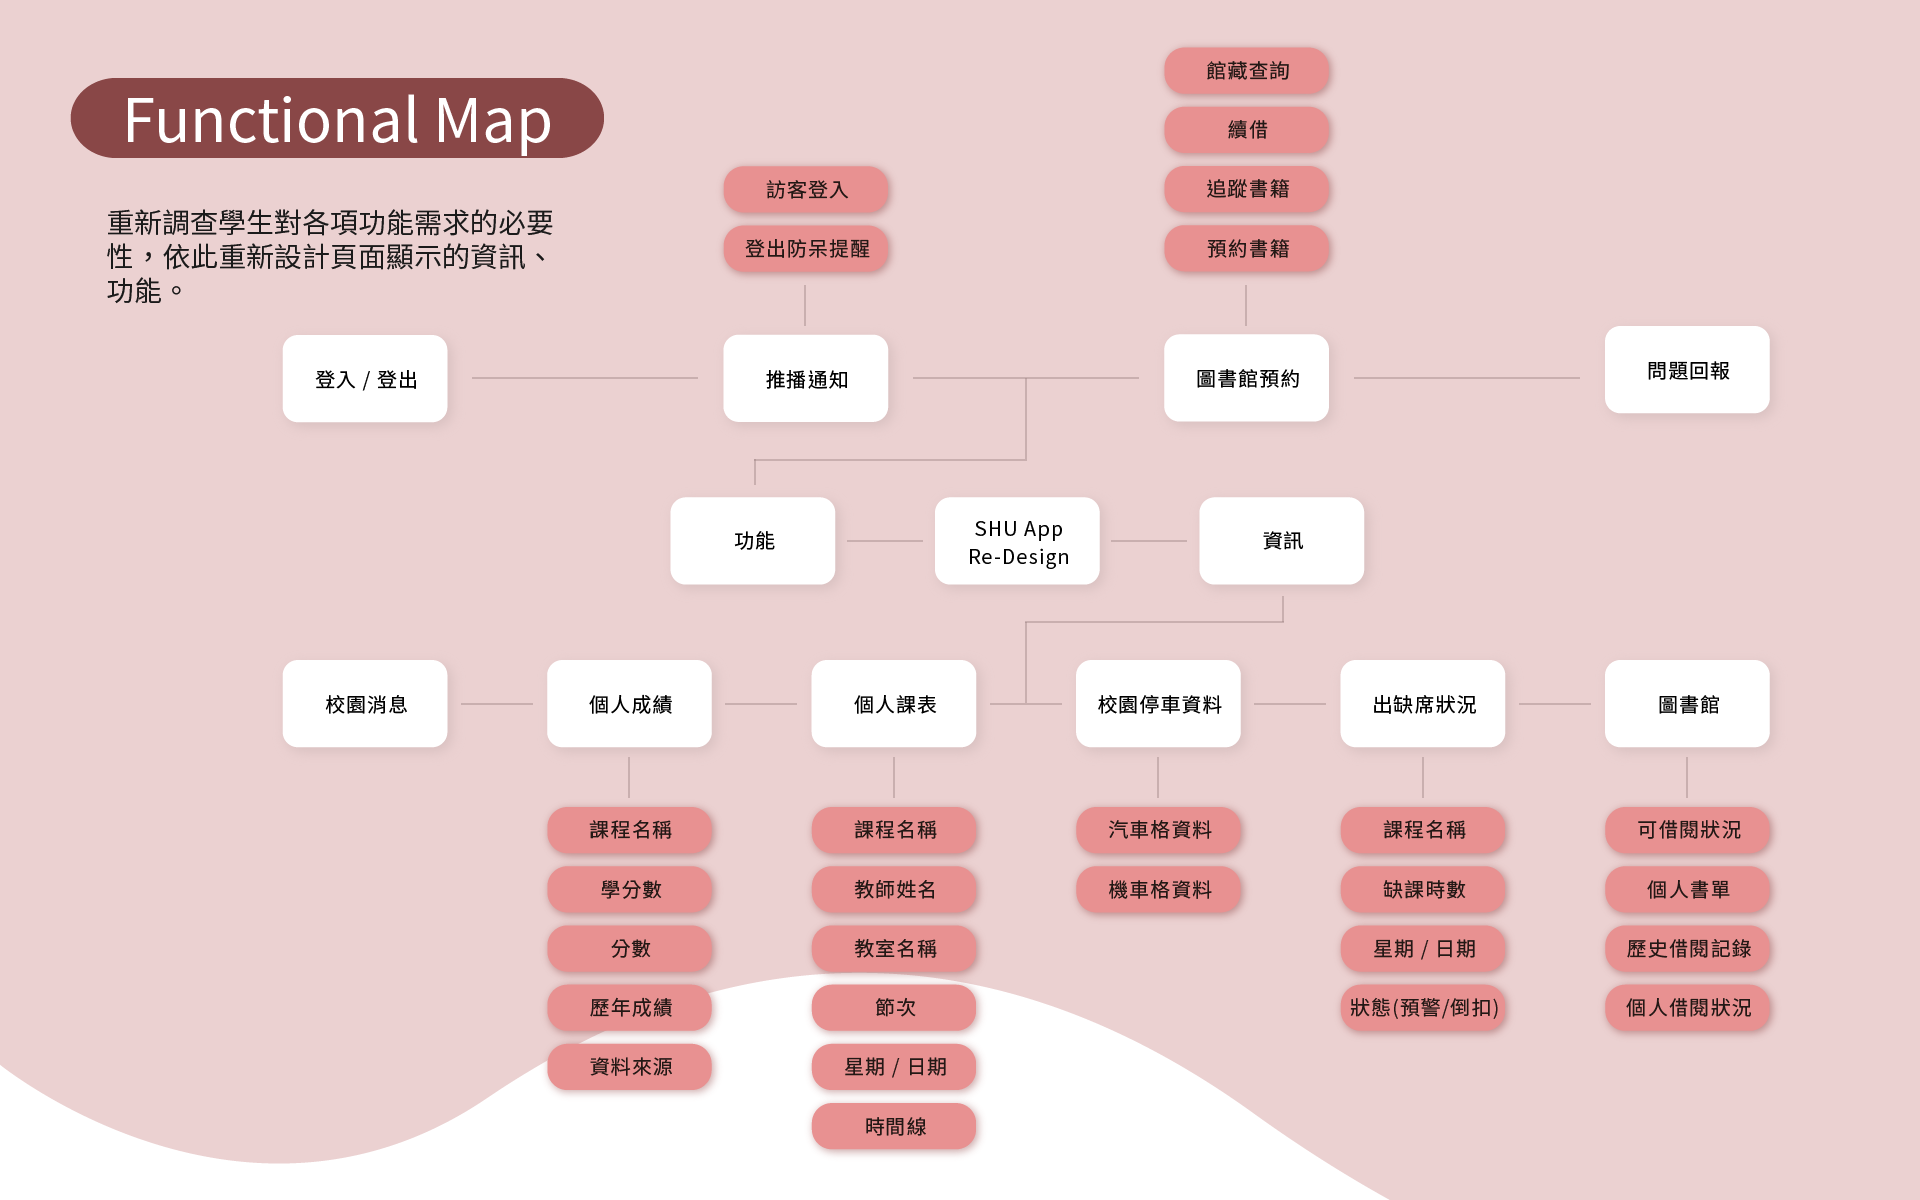 Functional Map
重新調查學生對各項功能需求的必要
性，依此重新設計頁面顯示的資訊、
功能。
訪客登入
登出防呆提醒
館藏查詢
續借
追蹤書籍
預約書籍
登入 / 登出
推播通知
圖書館預約
問題回報
功能
SHU App
Re-Design
資訊
校園消息
個人成績
個人課表
校園停車資料
出缺席狀況
圖書館
課程名稱
學分數
分數
歷年成績
資料來源
課程名稱
教師姓名
教室名稱
節次
星期 / 日期
時間線
汽車格資料
機車格資料
課程名稱
缺課時數
星期 / 日期
狀態(預警/倒扣)
可借閱狀況
個人書單
歷史借閱記錄
個人借閱狀況